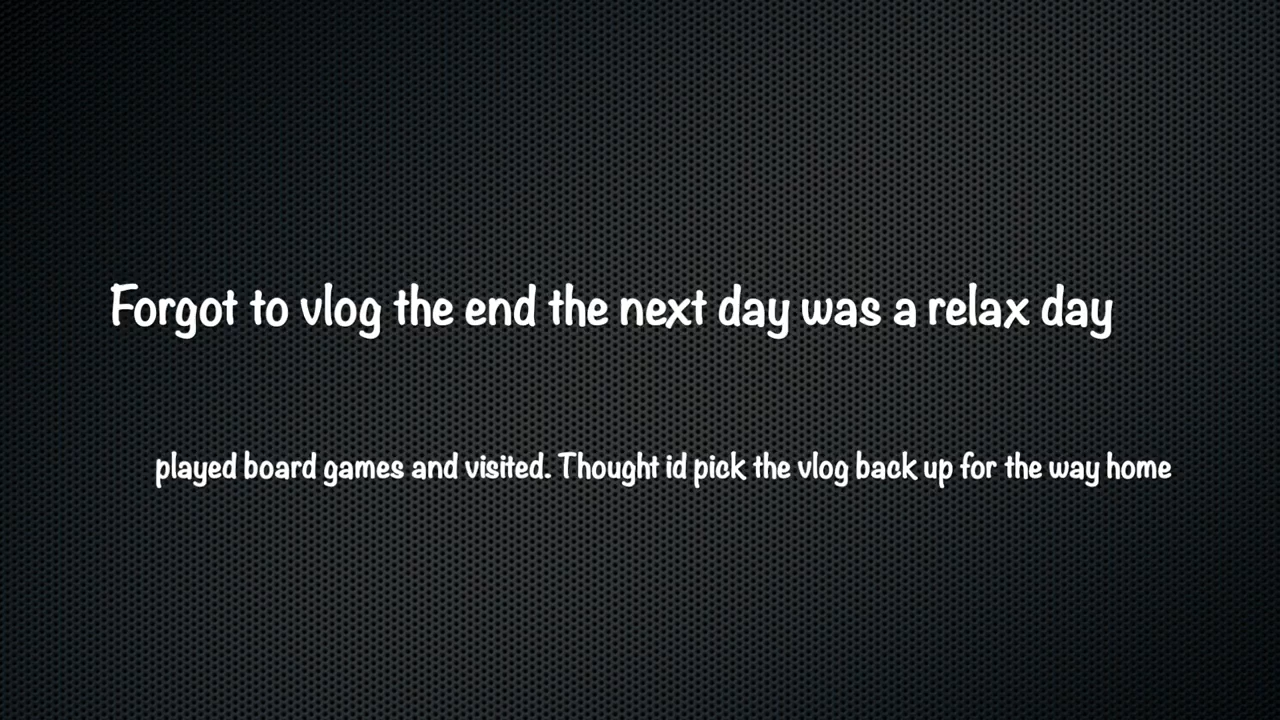 Forgot to vlog the end the next day was a relax day
played board games and visited. Thought id pick the vlog back up for the way home